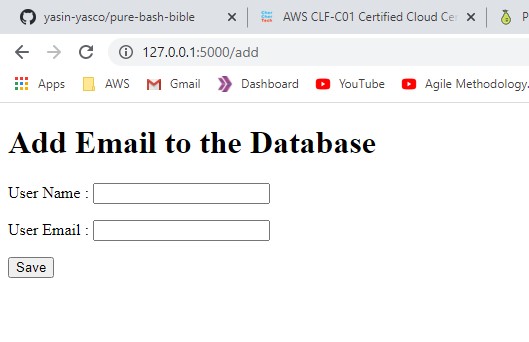 yasin-yasco/pure-bash-bible AWS CLF-C01 Certified Cloud Cer P
127.0.0.1:5000/add
Apps AWS Gmail Dashboard YouTube Agile Methodology
Add Email to the Database
User Name :
User Email :
Save